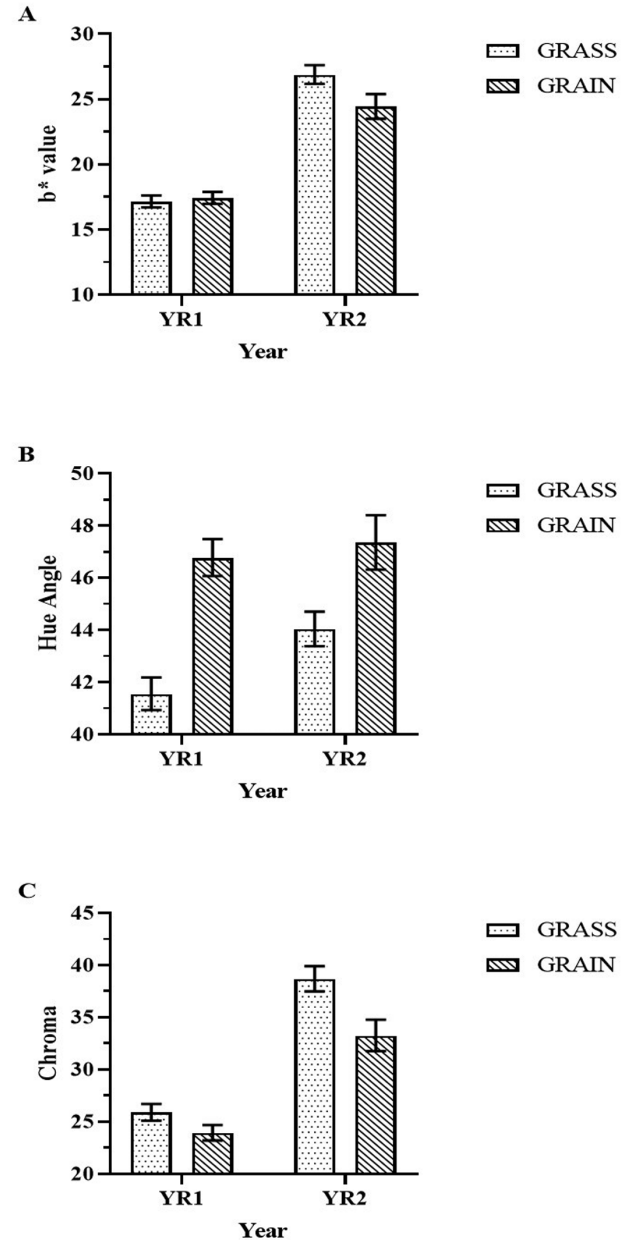 A
30
25
20
15
10
b* value
YR1 YR2
Year
GRASS
GRAIN
B
50
48
46
44
42
40
Hue Angle
YR1 YR2
Year
GRASS
GRAIN
C
45
40
35
30
25
20
Chroma
YR1 YR2
Year
GRASS
GRAIN